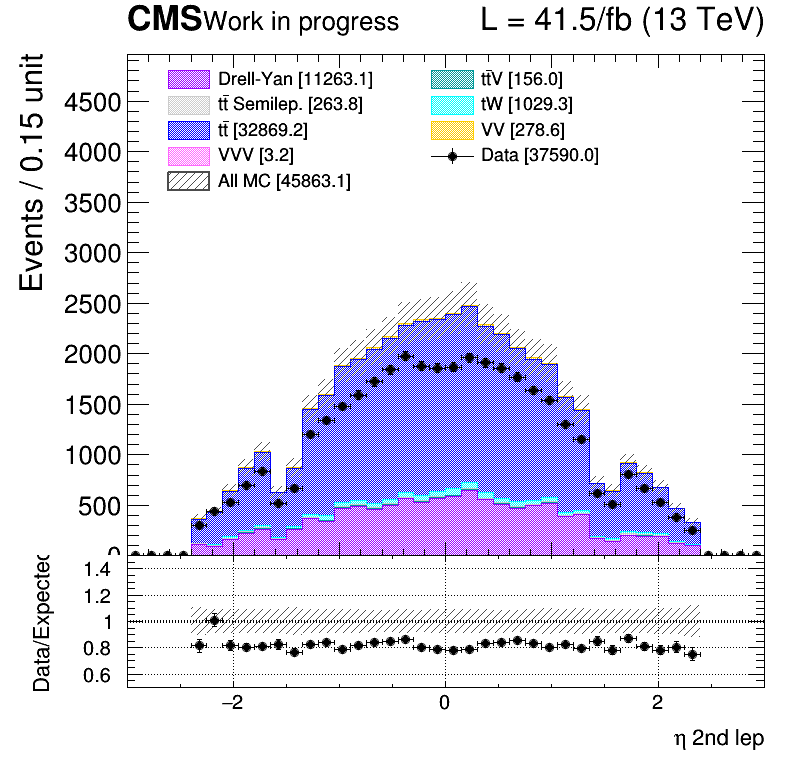 CMS Work in progress L = 41.5/fb (13 TeV)
Drell-Yan [11263.1] tt̄V [156.0]
tt̄ Semilep. [263.8] tW [1029.3]
tt̄ [32869.2] VV [278.6]
VVV [3.2] Data [37590.0]
All MC [45863.1]
Events / 0.15 unit
4500
4000
3500
3000
2500
2000
1500
1000
500
0
Data/Expected
1.4
1.2
1
0.8
0.6
−2 0 2
η 2nd lep